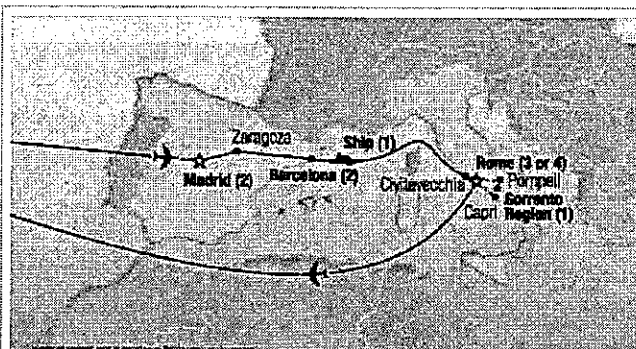 Zaragoza
Madrid (2)
Barcelona (2)
Ship (1)
Civitavecchia
Rome (3 or 4)
Pompeii
Capri
Sorrento
Region (1)